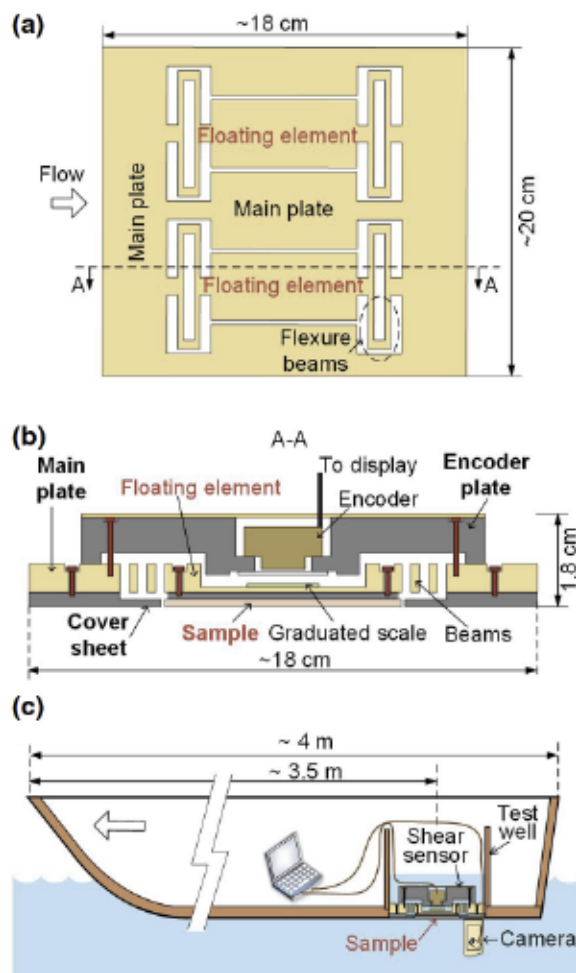 (a)
~18 cm
Floating element
Flow
Main plate
Main plate
~20 cm
A
A
Floating element
Flexure
beams
(b)
A-A
Main
plate
Floating element
To display
Encoder
Encoder
plate
1.8 cm
Cover
sheet
Sample
Graduated scale
Beams
~18 cm
(c)
~ 4 m
~ 3.5 m
Test
well
Shear
sensor
Sample
Camera